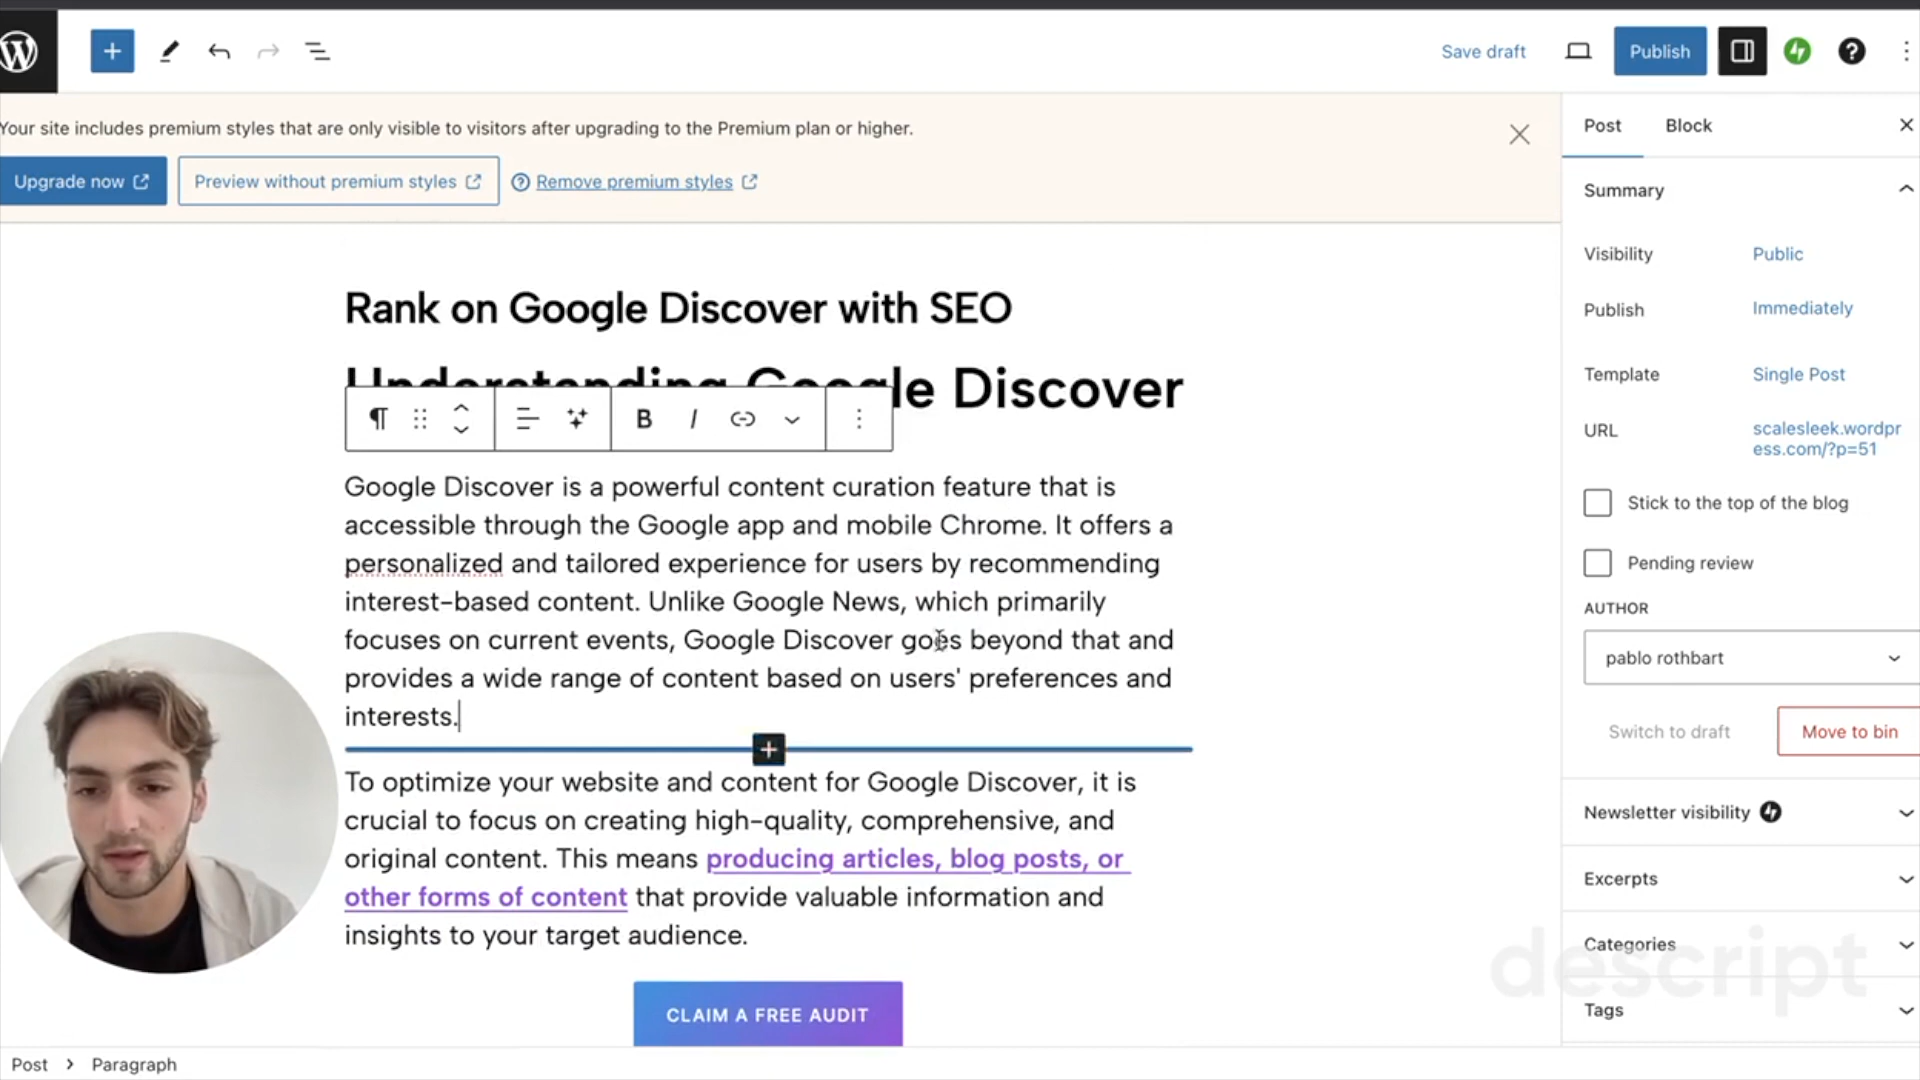 Save draft
Publish
Your site includes premium styles that are only visible to visitors after upgrading to the Premium plan or higher.
Upgrade now
Preview without premium styles
Remove premium styles
Rank on Google Discover with SEO
Understanding Google Discover
B I
Google Discover is a powerful content curation feature that is
accessible through the Google app and mobile Chrome. It offers a
personalized and tailored experience for users by recommending
interest-based content. Unlike Google News, which primarily
focuses on current events, Google Discover goes beyond that and
provides a wide range of content based on users' preferences and
interests.
To optimize your website and content for Google Discover, it is
crucial to focus on creating high-quality, comprehensive, and
original content. This means producing articles, blog posts, or
other forms of content that provide valuable information and
insights to your target audience.
CLAIM A FREE AUDIT
Post > Paragraph
Post Block
Summary
Visibility Public
Publish Immediately
Template Single Post
URL scalesleek.wordpr
ess.com/?p=51
Stick to the top of the blog
Pending review
AUTHOR
pablo rothbart
Switch to draft
Move to bin
Newsletter visibility
Excerpts
Categories
Tags
descript